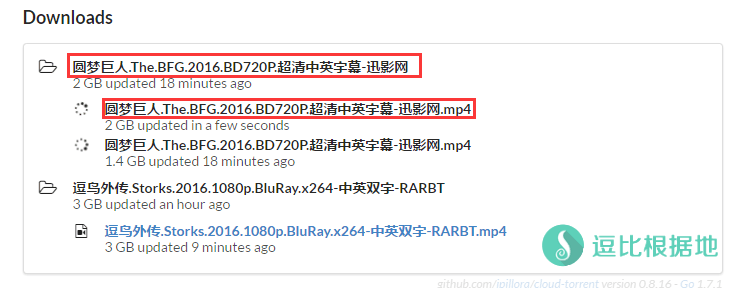 Downloads
圆梦巨人.The.BFG.2016.BD720P.超清中英字幕-迅影网
2 GB updated 18 minutes ago
圆梦巨人.The.BFG.2016.BD720P.超清中英字幕-迅影网.mp4
2 GB updated in a few seconds
圆梦巨人.The.BFG.2016.BD720P.超清中英字幕-迅影网.mp4
1.4 GB updated 18 minutes ago
逗鸟外传.Storks.2016.1080p.BluRay.x264-中英双字-RARBT
3 GB updated an hour ago
逗鸟外传.Storks.2016.1080p.BluRay.x264-中英双字-RARBT.mp4
3 GB updated 9 minutes ago
逗比根据地
github.com/jpillora/cloud-torrent version 0.8.16 - Go 1.7.1